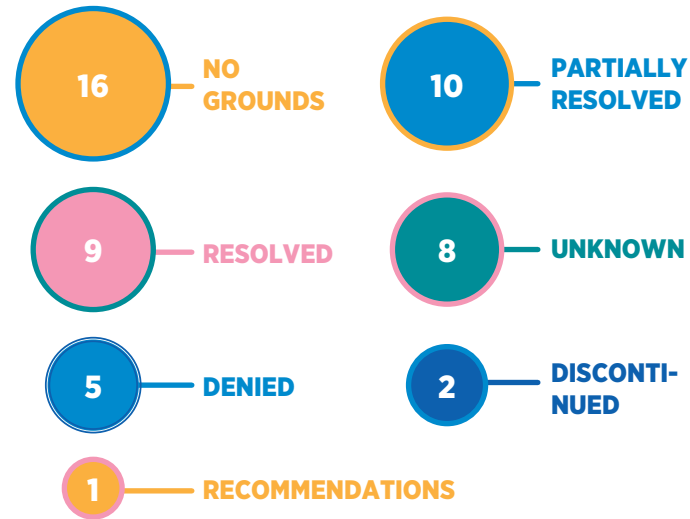 16
NO
GROUNDS
10
PARTIALLY
RESOLVED
9
RESOLVED
8
UNKNOWN
5
DENIED
2
DISCONTI-
NUED
1
RECOMMENDATIONS